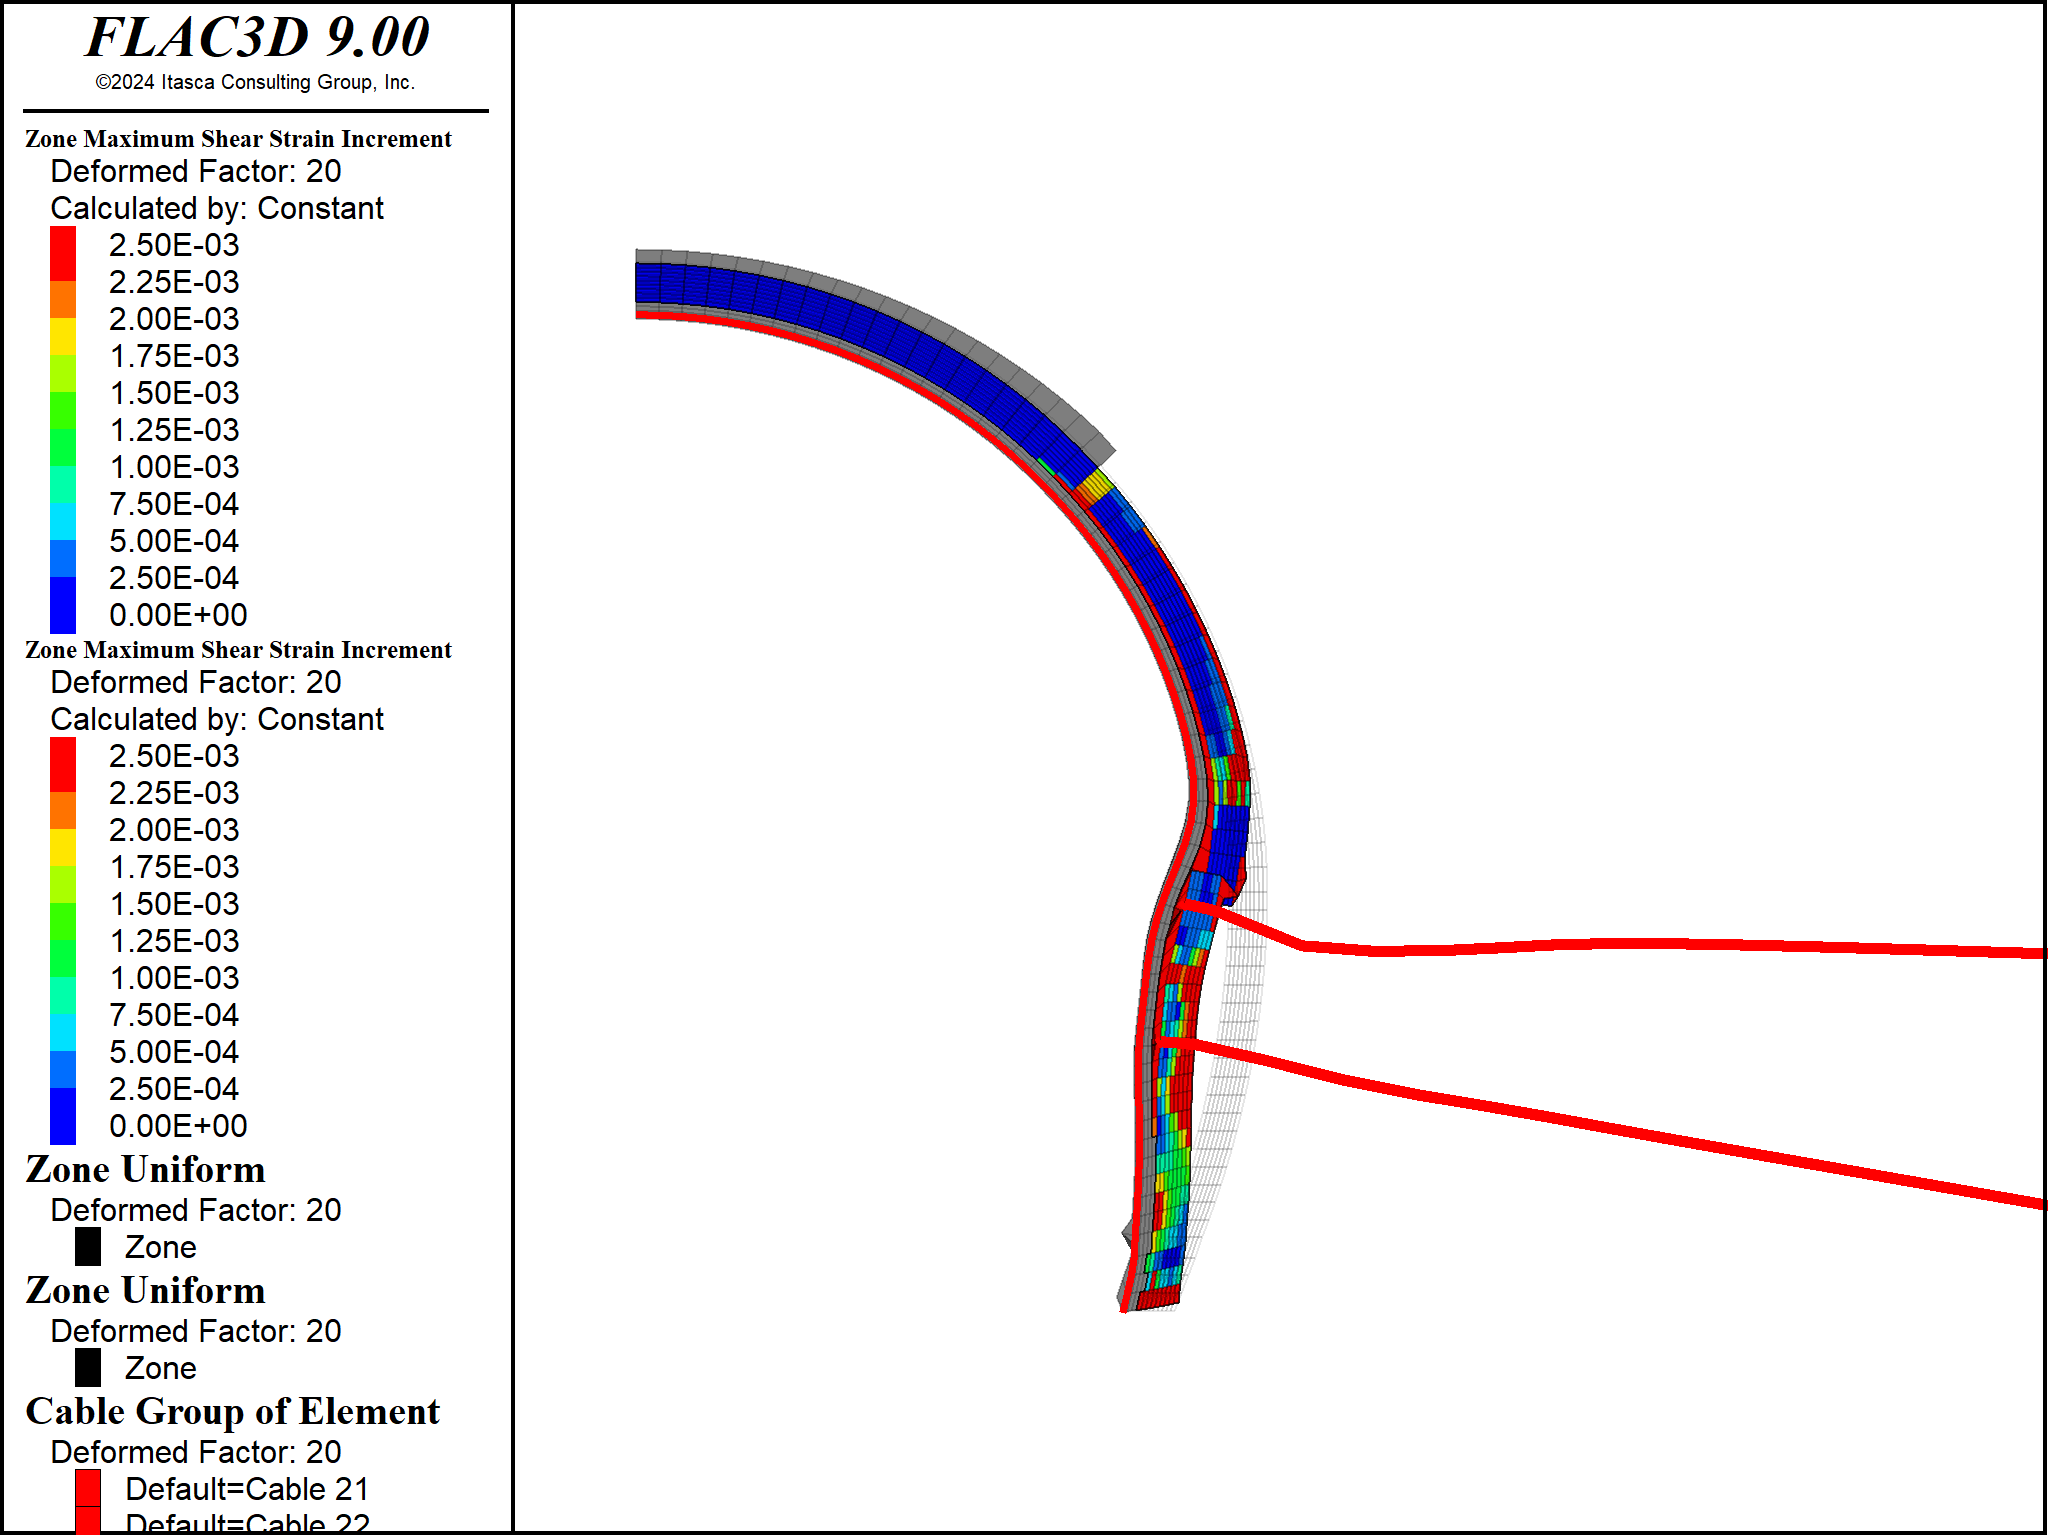 FLAC3D 9.00
©2024 Itasca Consulting Group, Inc.
Zone Maximum Shear Strain Increment
Deformed Factor: 20
Calculated by: Constant
2.50E-03
2.25E-03
2.00E-03
1.75E-03
1.50E-03
1.25E-03
1.00E-03
7.50E-04
5.00E-04
2.50E-04
0.00E+00
Zone Maximum Shear Strain Increment
Deformed Factor: 20
Calculated by: Constant
2.50E-03
2.25E-03
2.00E-03
1.75E-03
1.50E-03
1.25E-03
1.00E-03
7.50E-04
5.00E-04
2.50E-04
0.00E+00
Zone Uniform
Deformed Factor: 20
Zone
Zone Uniform
Deformed Factor: 20
Zone
Cable Group of Element
Deformed Factor: 20
Default=Cable 21
Default=Cable 22